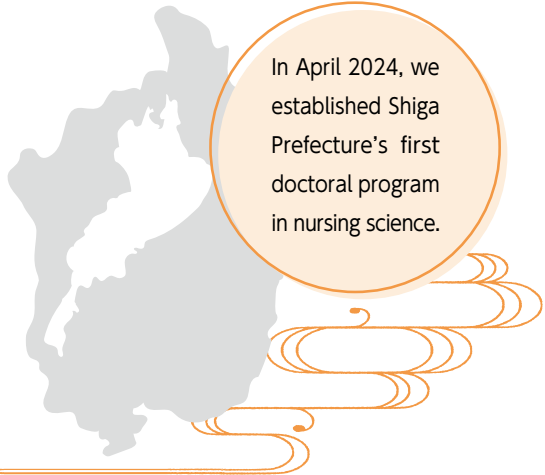 In April 2024, we
established Shiga
Prefecture's first
doctoral program
in nursing science.